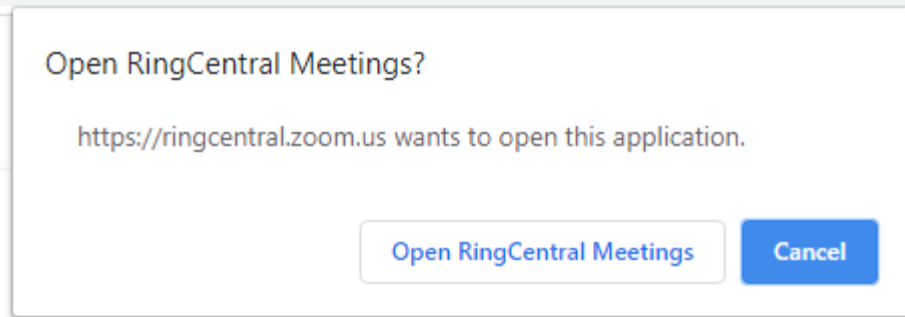 Open RingCentral Meetings?
https://ringcentral.zoom.us wants to open this application.
Open RingCentral Meetings
Cancel